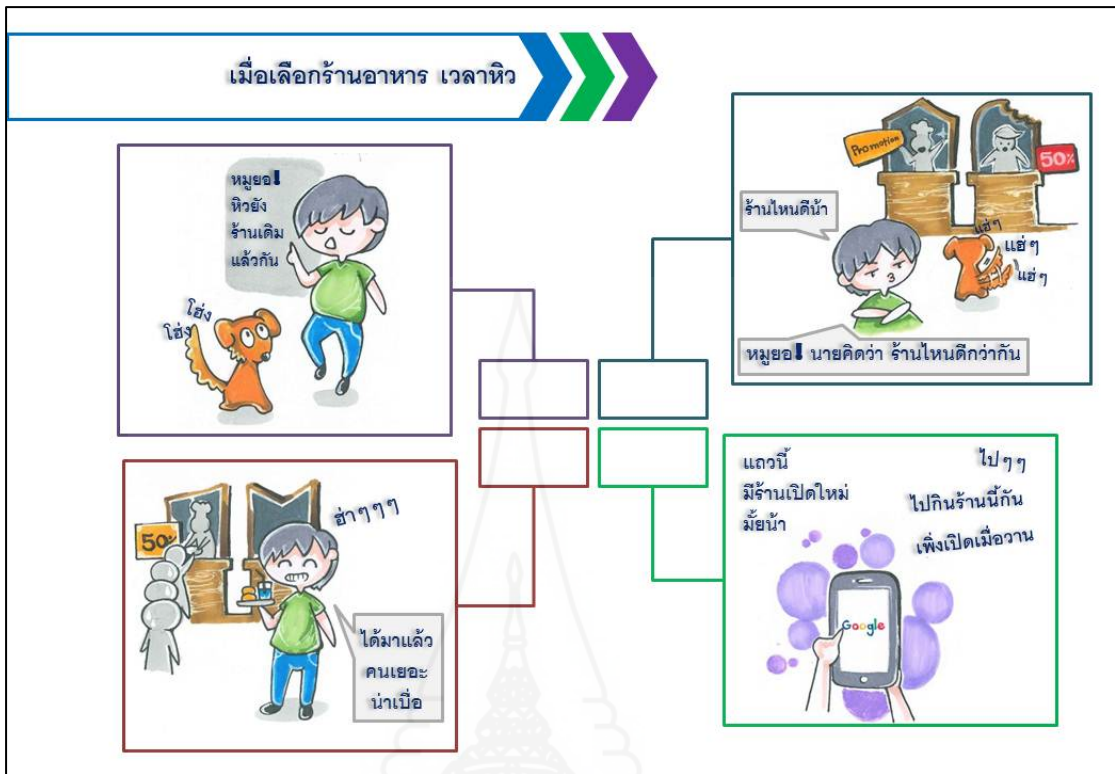 เมื่อเลือกร้านอาหาร เวลาหิว
หมูยอ!
หิวยัง
ร้านเดิม
แล้วกัน
โฮ่ง
โฮ่ง
Promotion
50%
ร้านไหนดีน้า
แฮ่ๆ
แฮ่ๆ
แฮ่ๆ
หมูยอ! นายคิดว่า ร้านไหนดีกว่ากัน
50%
ฮ่าๆๆๆ
ได้มาแล้ว
คนเยอะ
น่าเบื่อ
แถวนี้
มีร้านเปิดใหม่
มั้ยน้า
ไปๆๆ
ไปกินร้านนี้กัน
เพิ่งเปิดเมื่อวาน
Google